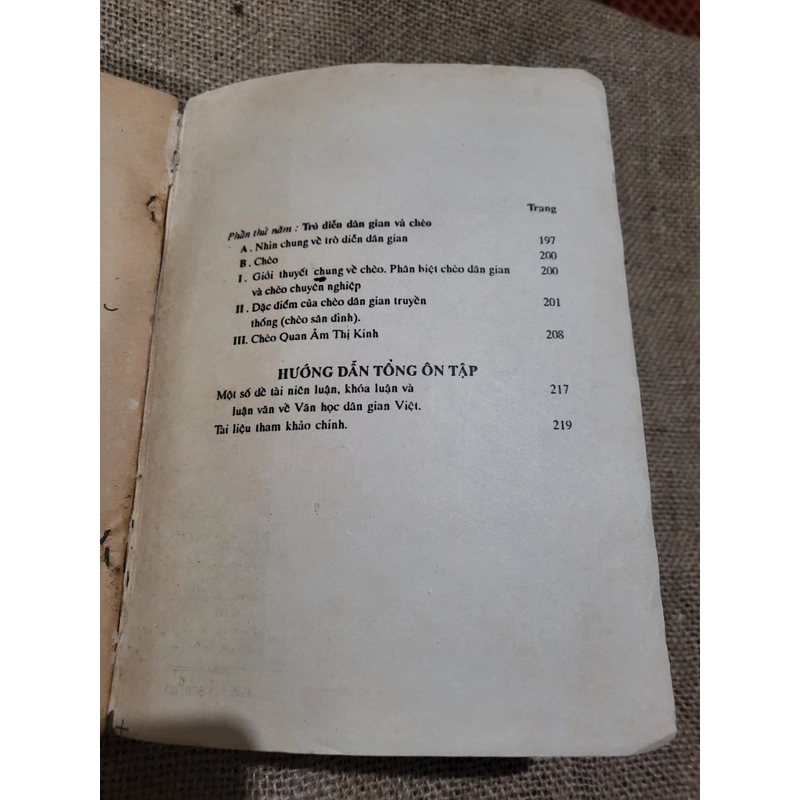 Trang
Phần thứ năm : Trò diễn dân gian và chèo
A. Nhìn chung về trò diễn dân gian 197
B. Chèo 200
I. Giới thuyết chung về chèo. Phân biệt chèo dân gian 200
và chèo chuyên nghiệp
II. Đặc điểm của chèo dân gian truyền 201
thống (chèo sân đình).
III. Chèo Quan Âm Thị Kính 208
HƯỚNG DẪN TỔNG ÔN TẬP
Một số đề tài niên luận, khóa luận và 217
luận văn về Văn học dân gian Việt.
Tài liệu tham khảo chính. 219